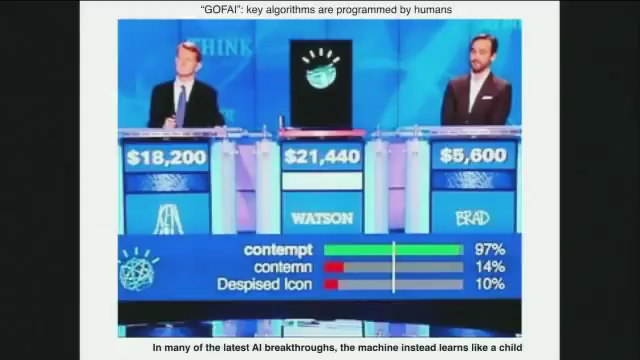 “GOFAI”: key algorithms are programmed by humans
THINK
$18,200
$21,440
$5,600
KEN
WATSON
BRAD
contempt 97%
contemn 14%
Despised Icon 10%
In many of the latest AI breakthroughs, the machine instead learns like a child